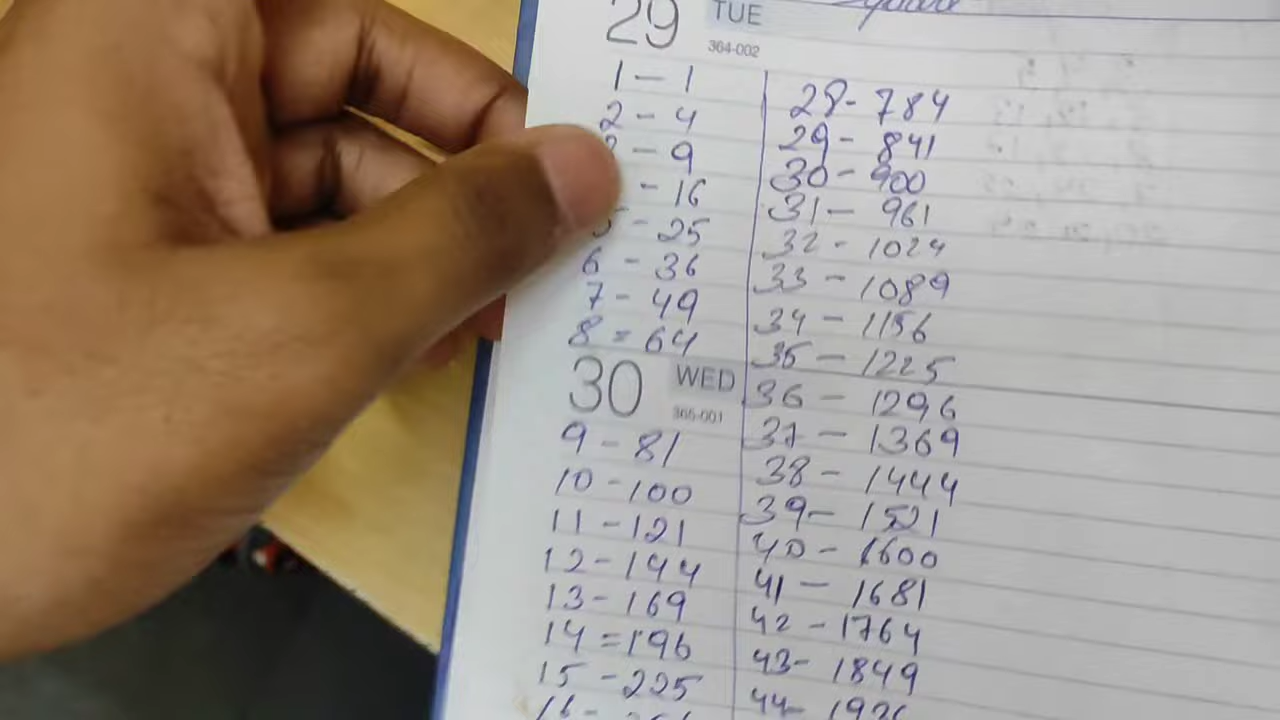 29 TUE
364-002
1 - 1
2 - 4
- 9
- 16
5 - 25
6 - 36
7 - 49
8 = 64
30 WED
365-001
9 - 81
10 - 100
11 - 121
12 - 144
13 - 169
14 = 196
15 - 225
28 - 784
29 - 841
30 - 900
31 - 961
32 - 1024
33 - 1089
34 - 1156
35 - 1225
36 - 1296
37 - 1369
38 - 1444
39 - 1521
40 - 1600
41 - 1681
42 - 1764
43 - 1849
44 -